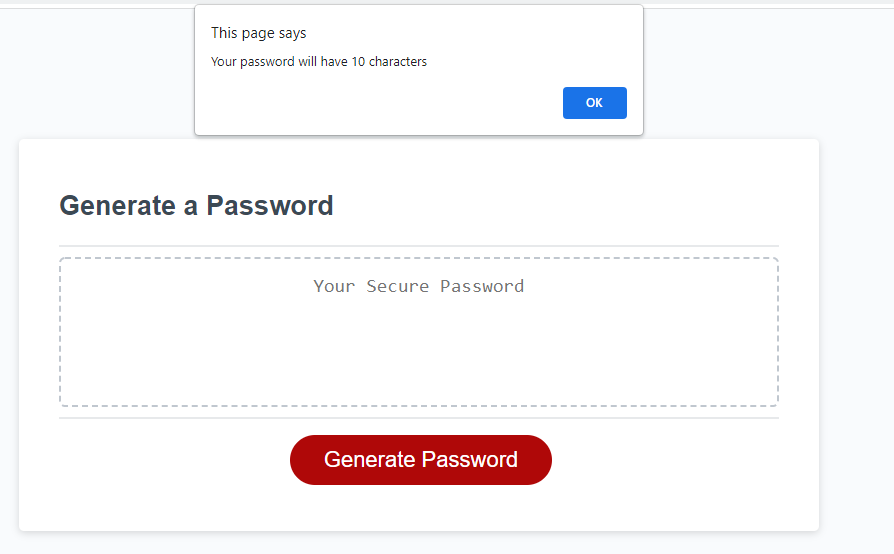 This page says
Your password will have 10 characters
OK
Generate a Password
Your Secure Password
Generate Password